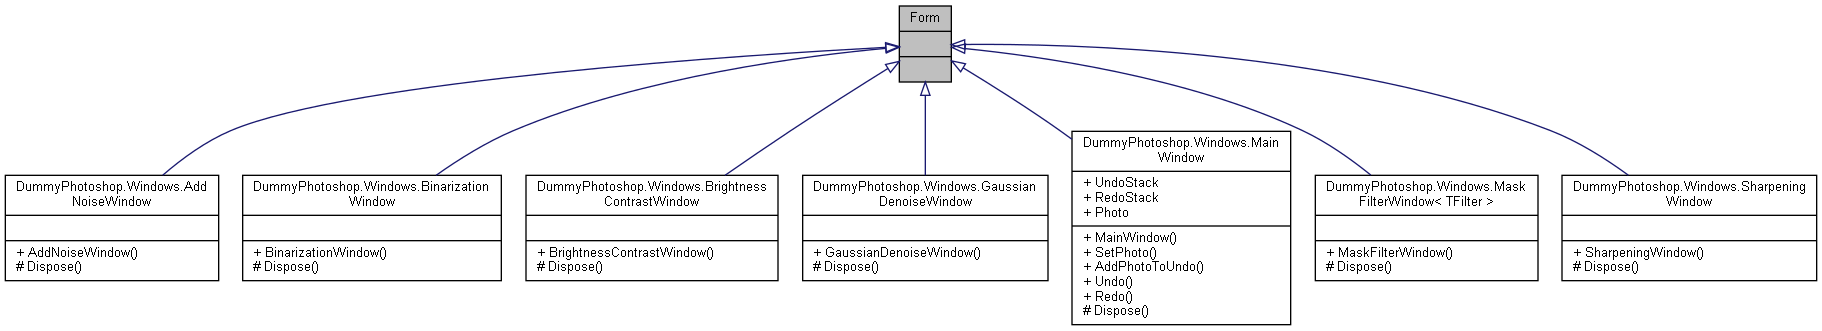 Form
DummyPhotoshop.Windows.Add
NoiseWindow
+ AddNoiseWindow()
# Dispose()
DummyPhotoshop.Windows.Binarization
Window
+ BinarizationWindow()
# Dispose()
DummyPhotoshop.Windows.Brightness
ContrastWindow
+ BrightnessContrastWindow()
# Dispose()
DummyPhotoshop.Windows.Gaussian
DenoiseWindow
+ GaussianDenoiseWindow()
# Dispose()
DummyPhotoshop.Windows.Main
Window
+ UndoStack
+ RedoStack
+ Photo
+ MainWindow()
+ SetPhoto()
+ AddPhotoToUndo()
+ Undo()
+ Redo()
# Dispose()
DummyPhotoshop.Windows.Mask
FilterWindow< TFilter >
+ MaskFilterWindow()
# Dispose()
DummyPhotoshop.Windows.Sharpening
Window
+ SharpeningWindow()
# Dispose()